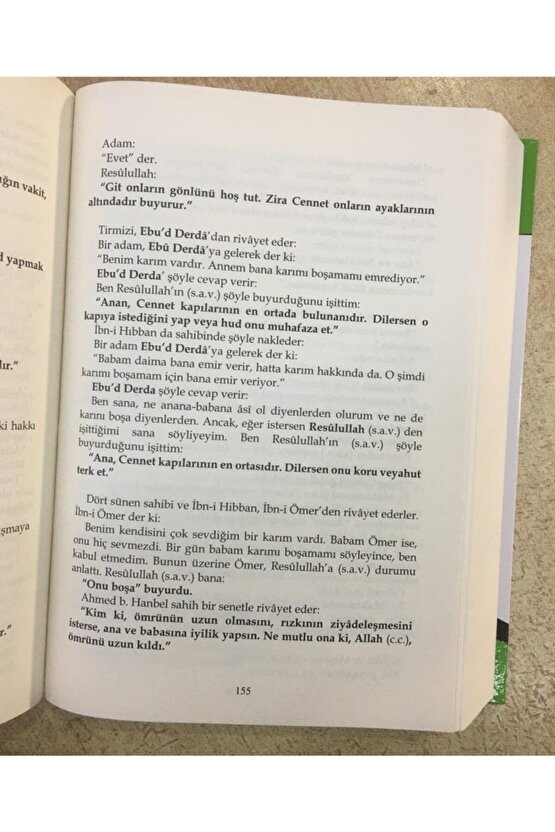 ığın vakit,
d yapmak
dır."
ki hakkı
şmaya
r."
Adam:
"Evet" der.
Resûlullah:
"Git onların gönlünü hoş tut. Zira Cennet onların ayaklarının
altındadır buyurur."
Tirmizi, Ebu'd Derdâ'dan rivâyet eder:
Bir adam, Ebû Derdâ'ya gelerek der ki:
"Benim karım vardır. Annem bana karımı boşamamı emrediyor."
Ebu'd Derda' şöyle cevap verir:
Ben Resûlullah'ın (s.a.v.) şöyle buyurduğunu işittim:
"Anan, Cennet kapılarının en ortada bulunanıdır. Dilersen o
kapıya istediğini yap veya hud onu muhafaza et."
İbn-i Hıbban da sahibinde şöyle nakleder:
Bir adam Ebu'd Derdâ'ya gelerek der ki:
"Babam daima bana emir verir, hatta karım hakkında da. O şimdi
karımı boşamam için bana emir veriyor."
Ebu'd Derda şöyle cevap verir:
Ben sana, ne anana-babana âsi ol diyenlerden olurum ve ne de
karını boşa diyenlerden. Ancak, eğer istersen Resûlullah (s.a.v.) den
işittiğimi sana söyliyeyim. Ben Resûlullah'ın (s.a.v.) şöyle
buyurduğunu işittim:
"Ana, Cennet kapılarının en ortasıdır. Dilersen onu koru veyahut
terk et."
Dört sünen sahibi ve İbn-i Hibban, İbn-i Ömer'den rivâyet ederler.
İbn-i Ömer der ki:
Benim kendisini çok sevdiğim bir karım vardı. Babam Ömer ise,
onu hiç sevmezdi. Bir gün babam karımı boşamamı söyleyince, ben
kabul etmedim. Bunun üzerine Ömer, Resûlullah'a (s.a.v.) durumu
anlattı. Resûlullah (s.a.v.) bana:
"Onu boşa" buyurdu.
Ahmed b. Hanbel sahih bir senetle rivâyet eder:
"Kim ki, ömrünün uzun olmasını, rızkının ziyâdeleşmesini
isterse, ana ve babasına iyilik yapsın. Ne mutlu ona ki, Allah (c.c.),
ömrünü uzun kıldı."
155